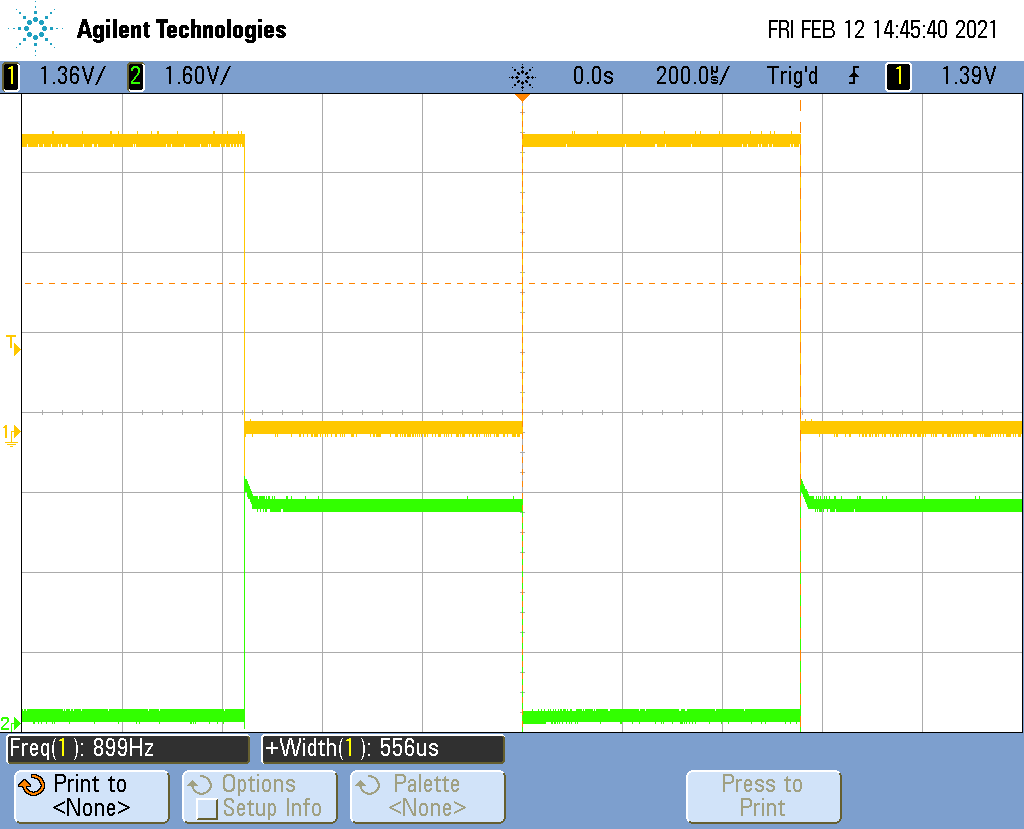 Agilent Technologies FRI FEB 12 14:45:40 2021
1 1.36V/ 2 1.60V/ 0.0s 200.0µs/ Trig'd 1 1.39V
T
1
2
Freq(1): 899Hz +Width(1): 556us
Print to Options Palette Press to
<None> Setup Info <None> Print